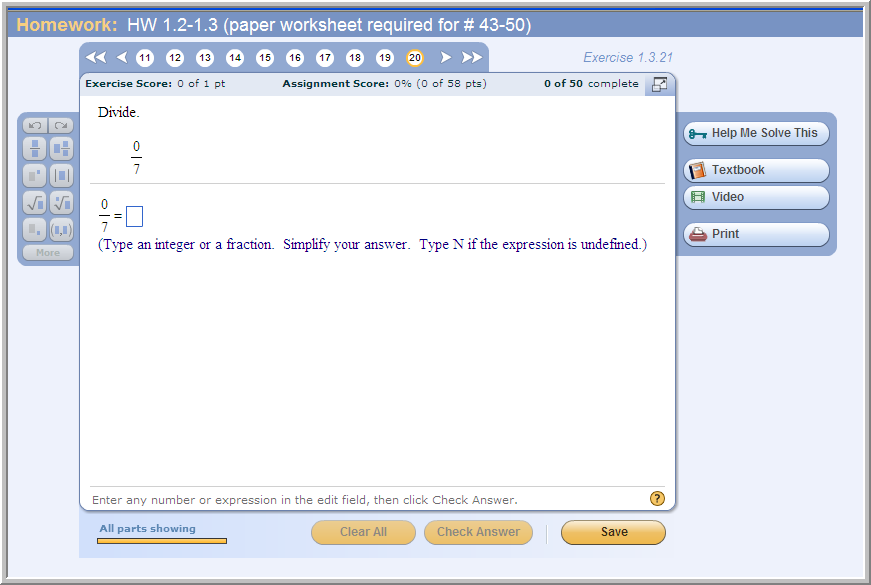 Homework: HW 1.2-1.3 (paper worksheet required for # 43-50)
11 12 13 14 15 16 17 18 19 20
Exercise 1.3.21
Exercise Score: 0 of 1 pt Assignment Score: 0% (0 of 58 pts) 0 of 50 complete
Divide.
0
7
0
7 =
(Type an integer or a fraction. Simplify your answer. Type N if the expression is undefined.)
More
Help Me Solve This
Textbook
Video
Print
Enter any number or expression in the edit field, then click Check Answer. ?
All parts showing
Clear All Check Answer Save